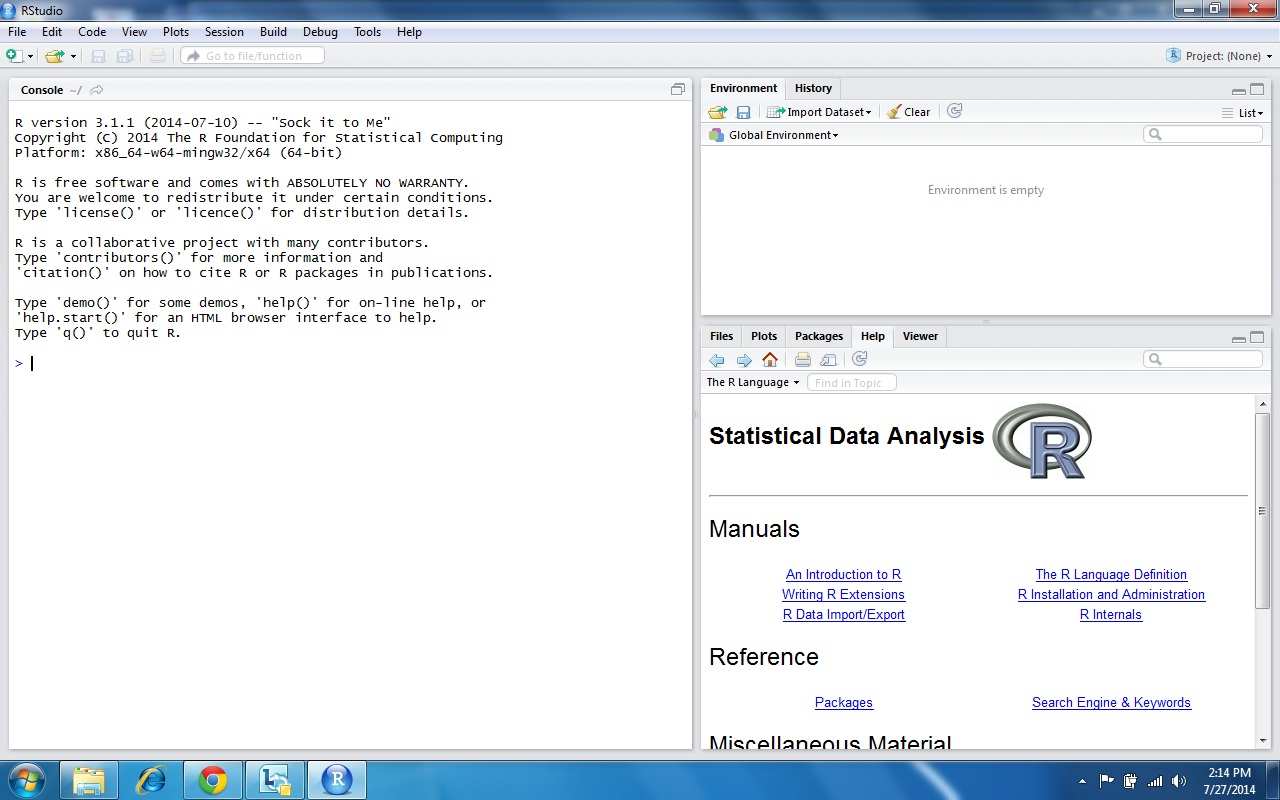 RStudio
File Edit Code View Plots Session Build Debug Tools Help
Go to file/function
Project: (None)
Console ~/
R version 3.1.1 (2014-07-10) -- "Sock it to Me"
Copyright (C) 2014 The R Foundation for Statistical Computing
Platform: x86_64-w64-mingw32/x64 (64-bit)
R is free software and comes with ABSOLUTELY NO WARRANTY.
You are welcome to redistribute it under certain conditions.
Type 'license()' or 'licence()' for distribution details.
R is a collaborative project with many contributors.
Type 'contributors()' for more information and
'citation()' on how to cite R or R packages in publications.
Type 'demo()' for some demos, 'help()' for on-line help, or
'help.start()' for an HTML browser interface to help.
Type 'q()' to quit R.
>
Environment History
Import Dataset Clear List
Global Environment
Environment is empty
Files Plots Packages Help Viewer
The R Language Find in Topic
Statistical Data Analysis R
Manuals
An Introduction to R The R Language Definition
Writing R Extensions R Installation and Administration
R Data Import/Export R Internals
Reference
Packages Search Engine & Keywords
Miscellaneous Material
2:14 PM
7/27/2014